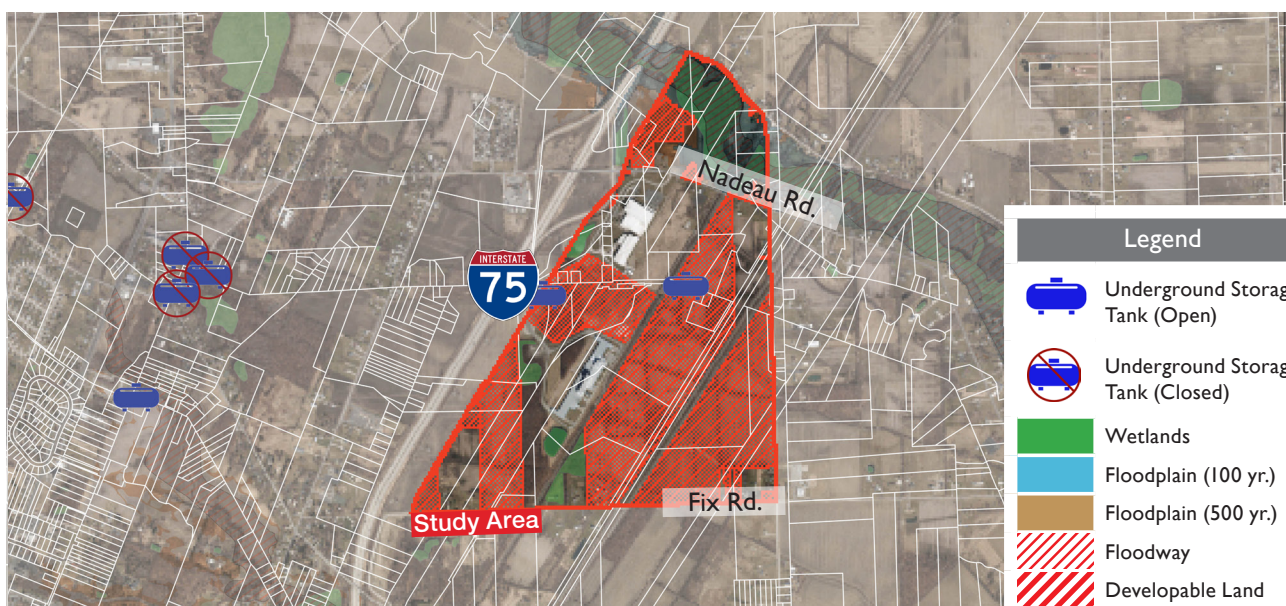 Nadeau Rd.
INTERSTATE
75
Fix Rd.
Study Area
Legend
Underground Storag
Tank (Open)
Underground Storag
Tank (Closed)
Wetlands
Floodplain (100 yr.)
Floodplain (500 yr.)
Floodway
Developable Land